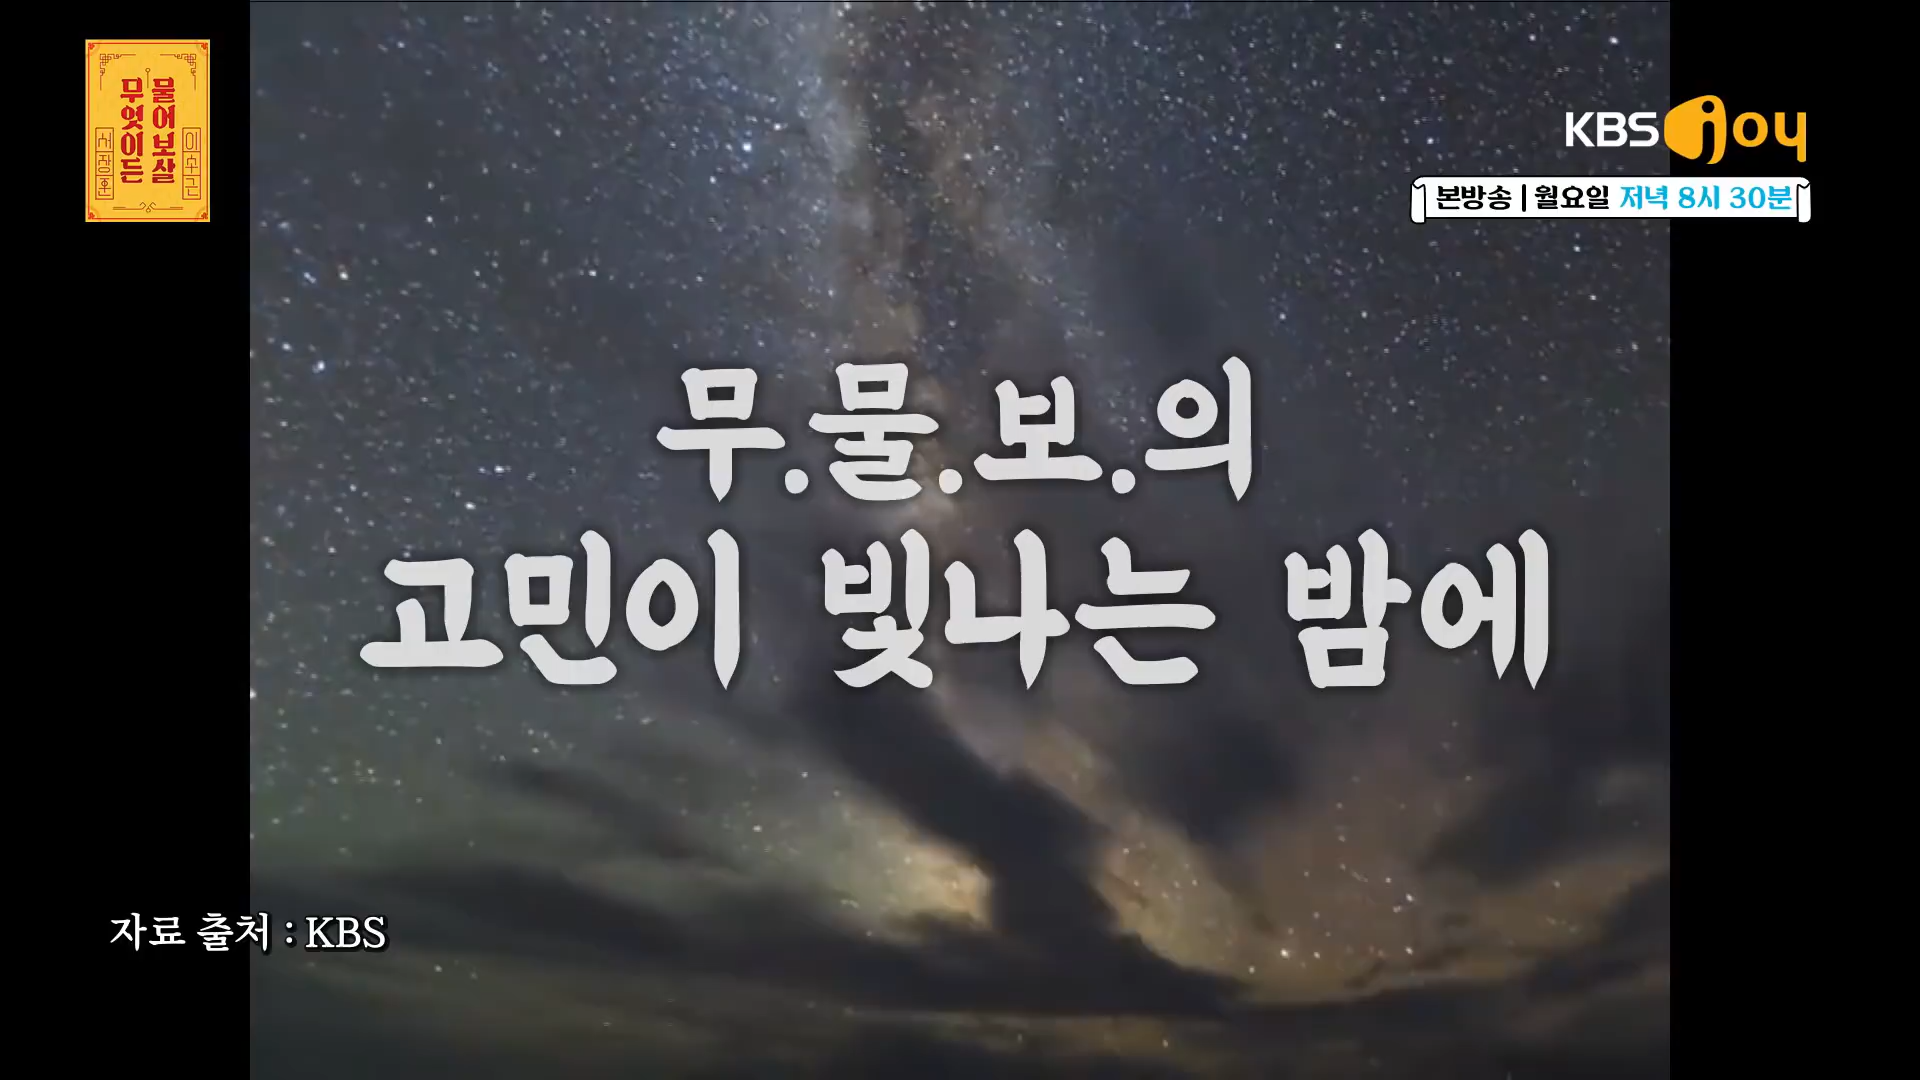 무엇이든
물어보살
서장훈
이수근
KBS joy
본방송 | 월요일 저녁 8시 30분
무.물.보.의
고민이 빛나는 밤에
자료 출처 : KBS